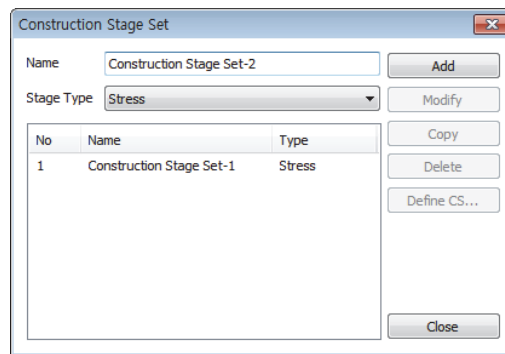 Construction Stage Set
Name Construction Stage Set-2 Add
Stage Type Stress Modify
No Name Type Copy
1 Construction Stage Set-1 Stress Delete
Define CS...
Close